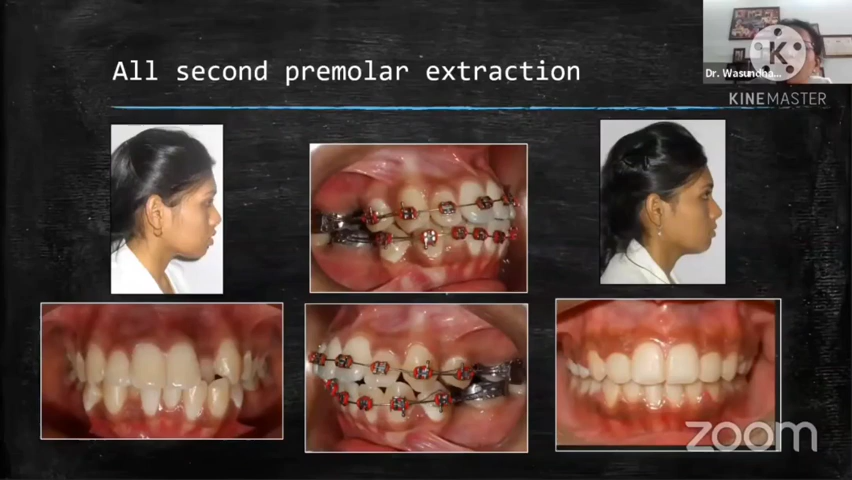 All second premolar extraction
K
Dr. Wasundha...
KINEMASTER
zoom